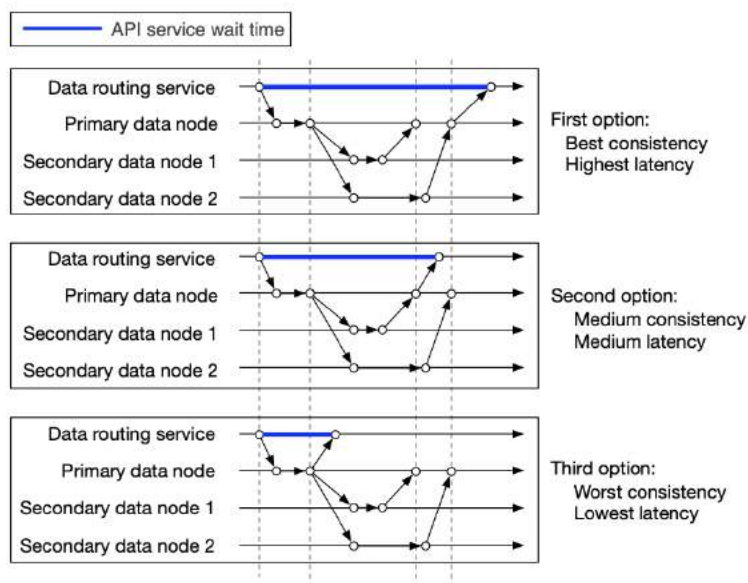 API service wait time
Data routing service
Primary data node
Secondary data node 1
Secondary data node 2
First option:
Best consistency
Highest latency
Data routing service
Primary data node
Secondary data node 1
Secondary data node 2
Second option:
Medium consistency
Medium latency
Data routing service
Primary data node
Secondary data node 1
Secondary data node 2
Third option:
Worst consistency
Lowest latency